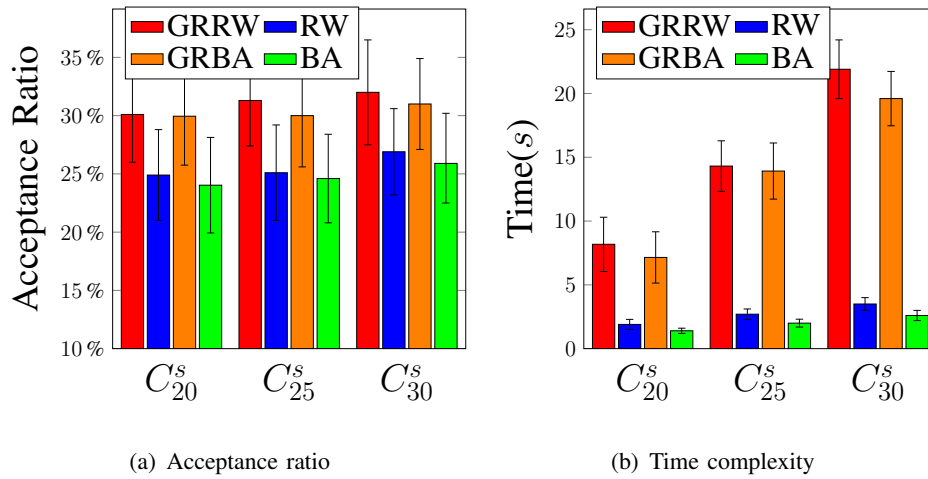 GRRW RW
GRBA BA
Acceptance Ratio
35 %
30 %
25 %
20 %
15 %
10 %
C^s_20 C^s_25 C^s_30
(a) Acceptance ratio
GRRW RW
GRBA BA
Time(s)
25
20
15
10
5
0
C^s_20 C^s_25 C^s_30
(b) Time complexity